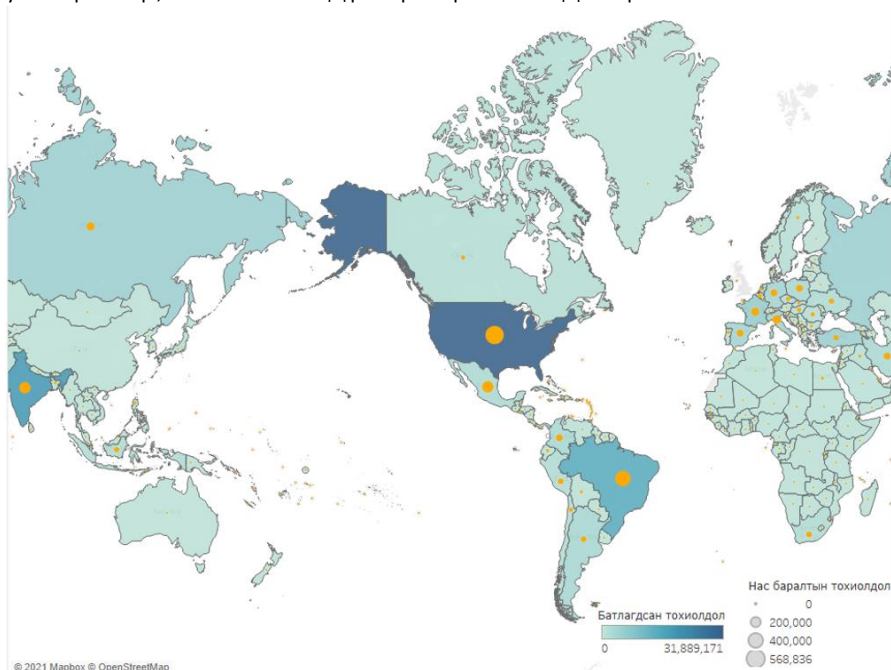 Нас баралтын тохиолдол
0
200,000
400,000
568,836
Батлагдсан тохиолдол
0 31,889,171
© 2021 Mapbox © OpenStreetMap